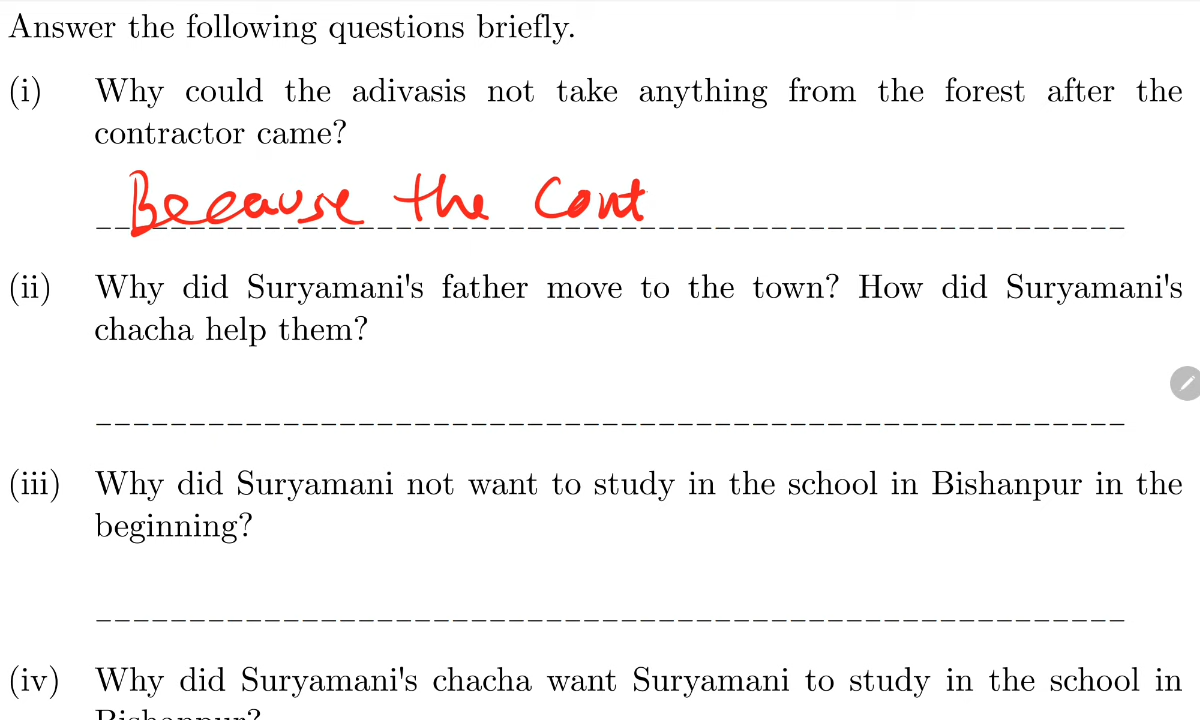 Answer the following questions briefly.
(i) Why could the adivasis not take anything from the forest after the
contractor came?
Because the Cont
(ii) Why did Suryamani's father move to the town? How did Suryamani's
chacha help them?
(iii) Why did Suryamani not want to study in the school in Bishanpur in the
beginning?
(iv) Why did Suryamani's chacha want Suryamani to study in the school in
Bishanpur?